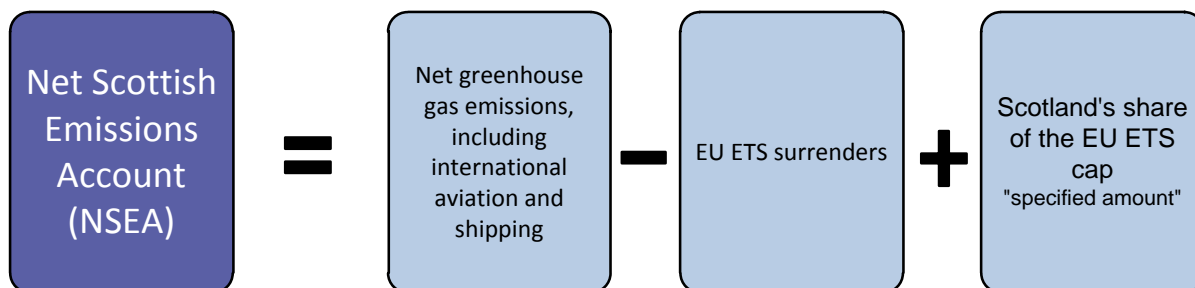 Net Scottish
Emissions
Account
(NSEA)
=
Net greenhouse
gas emissions,
including
international
aviation and
shipping
−
EU ETS surrenders
+
Scotland's share
of the EU ETS
cap
"specified amount"